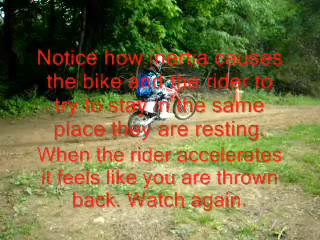 Notice how inertia causes
the bike and the rider to
try to stay in the same
place they are resting.
When the rider accelerates
it feels like you are thrown
back. Watch again.